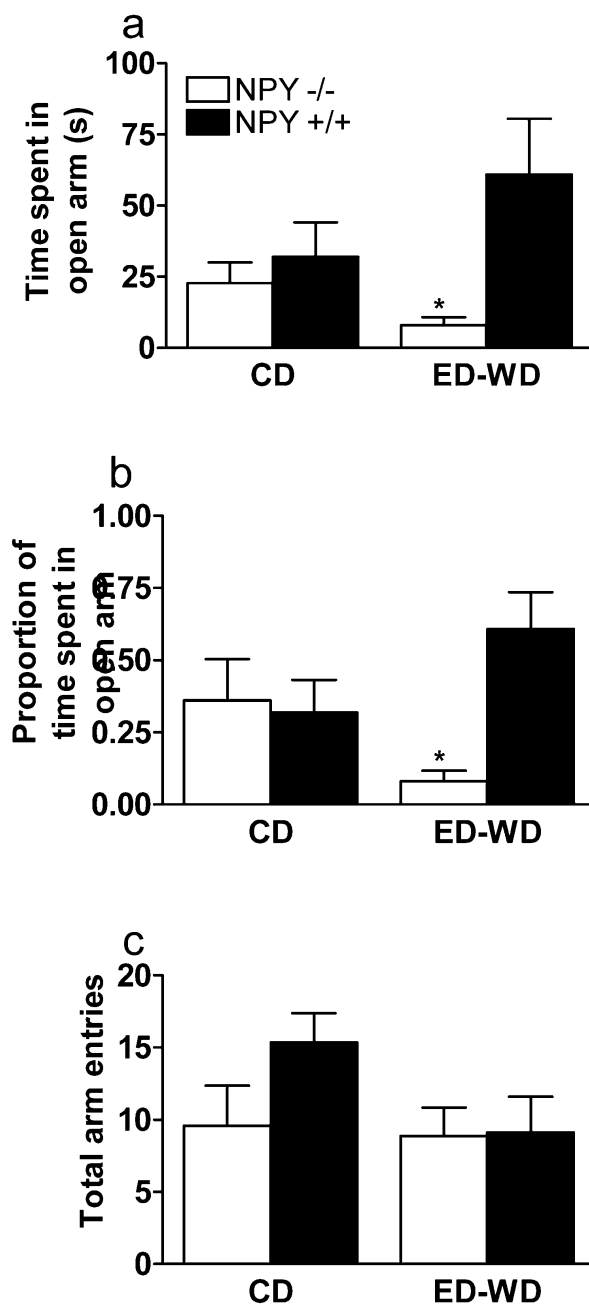 a
Time spent in
open arm (s)
100
75
50
25
0
NPY -/-
NPY +/+
*
CD
ED-WD
b
Proportion of
time spent in
open arm
1.00
0.75
0.50
0.25
0.00
*
CD
ED-WD
c
Total arm entries
20
15
10
5
0
CD
ED-WD